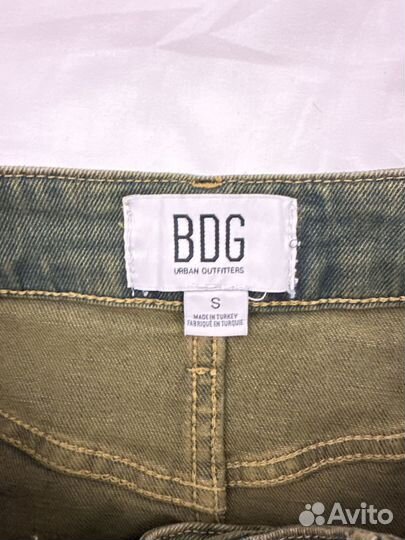 BDG
URBAN OUTFITTERS
S
MADE IN TURKEY
FABRIQUÉ EN TURQUIE
Avito